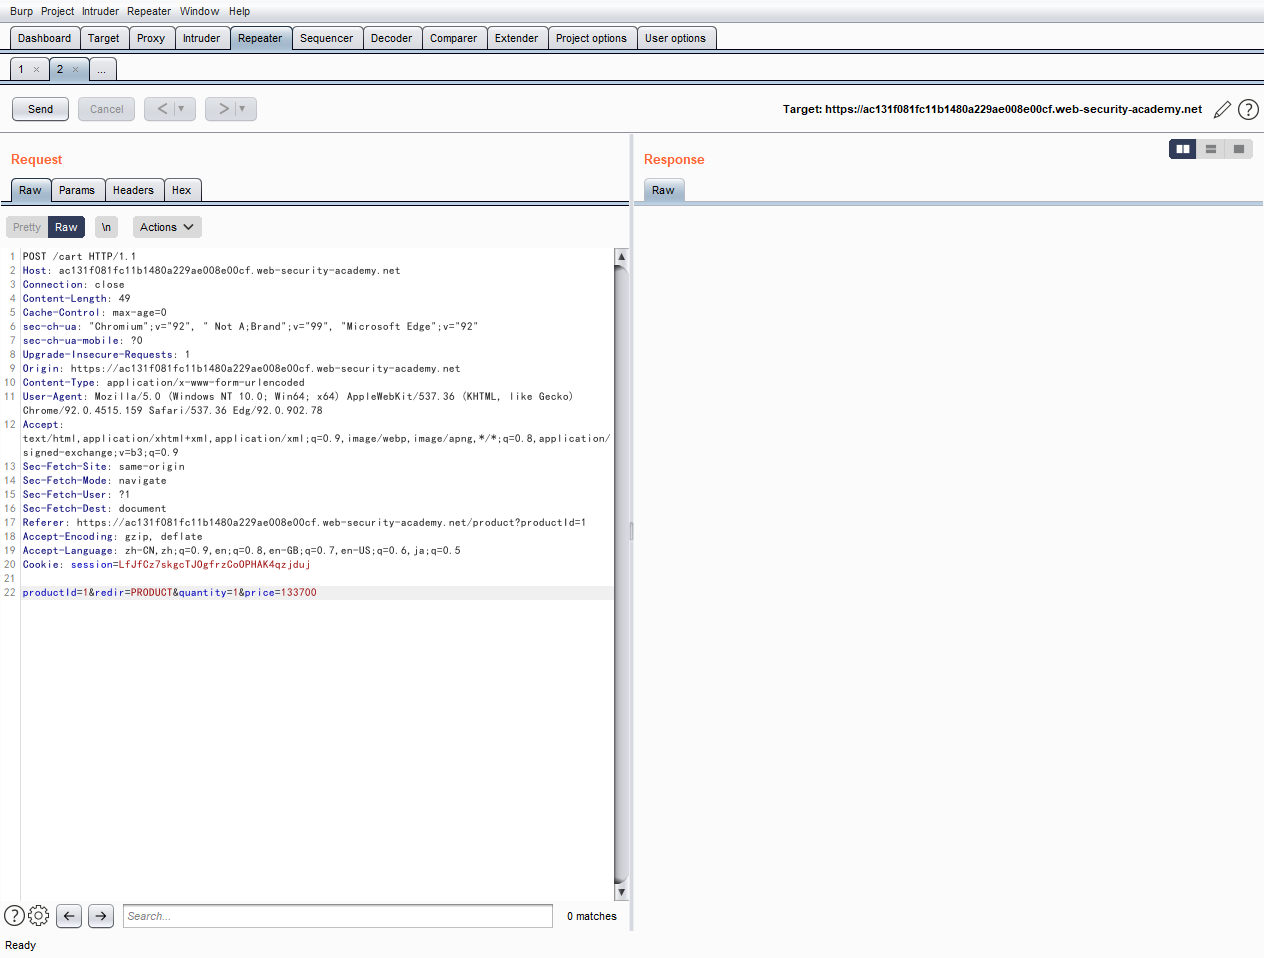 Burp Project Intruder Repeater Window Help
Dashboard Target Proxy Intruder Repeater Sequencer Decoder Comparer Extender Project options User options
1 × 2 × ...
Send Cancel < ▼ > ▼ Target: https://ac131f081fc11b1480a229ae008e00cf.web-security-academy.net ?
Request
Raw Params Headers Hex
Pretty Raw \n Actions
1 POST /cart HTTP/1.1
2 Host: ac131f081fc11b1480a229ae008e00cf.web-security-academy.net
3 Connection: close
4 Content-Length: 49
5 Cache-Control: max-age=0
6 sec-ch-ua: "Chromium";v="92", " Not A;Brand";v="99", "Microsoft Edge";v="92"
7 sec-ch-ua-mobile: ?0
8 Upgrade-Insecure-Requests: 1
9 Origin: https://ac131f081fc11b1480a229ae008e00cf.web-security-academy.net
10 Content-Type: application/x-www-form-urlencoded
11 User-Agent: Mozilla/5.0 (Windows NT 10.0; Win64; x64) AppleWebKit/537.36 (KHTML, like Gecko)
Chrome/92.0.4515.159 Safari/537.36 Edg/92.0.902.78
12 Accept:
text/html,application/xhtml+xml,application/xml;q=0.9,image/webp,image/apng,*/*;q=0.8,application/
signed-exchange;v=b3;q=0.9
13 Sec-Fetch-Site: same-origin
14 Sec-Fetch-Mode: navigate
15 Sec-Fetch-User: ?1
16 Sec-Fetch-Dest: document
17 Referer: https://ac131f081fc11b1480a229ae008e00cf.web-security-academy.net/product?productId=1
18 Accept-Encoding: gzip, deflate
19 Accept-Language: zh-CN,zh;q=0.9,en;q=0.8,en-GB;q=0.7,en-US;q=0.6,ja;q=0.5
20 Cookie: session=LfJfCz7skgcTJOgfrzCoOPHAK4qzjduj
21
22 productId=1&redir=PRODUCT&quantity=1&price=133700
? Search... 0 matches
Response
Raw
Ready